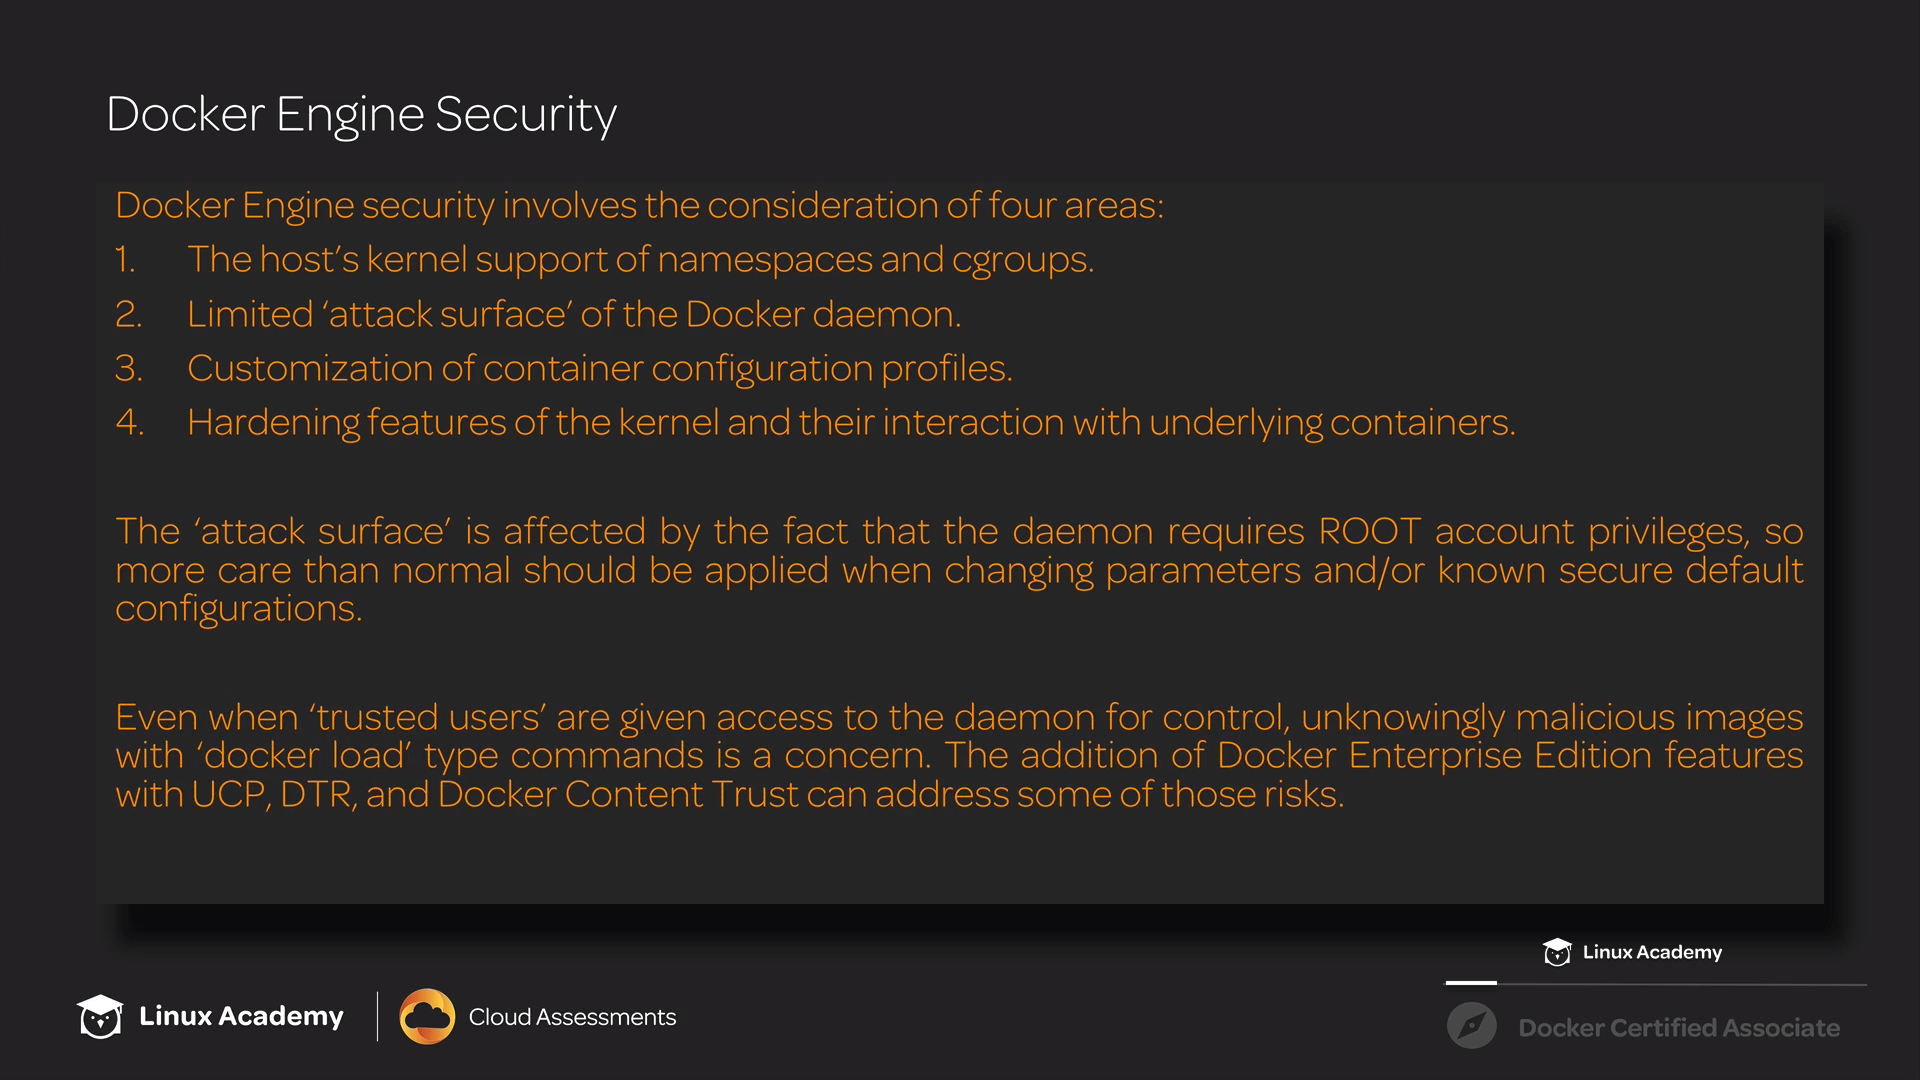 Docker Engine Security
Docker Engine security involves the consideration of four areas:
1. The host’s kernel support of namespaces and cgroups.
2. Limited ‘attack surface’ of the Docker daemon.
3. Customization of container configuration profiles.
4. Hardening features of the kernel and their interaction with underlying containers.
The ‘attack surface’ is affected by the fact that the daemon requires ROOT account privileges, so
more care than normal should be applied when changing parameters and/or known secure default
configurations.
Even when ‘trusted users’ are given access to the daemon for control, unknowingly malicious images
with ‘docker load’ type commands is a concern. The addition of Docker Enterprise Edition features
with UCP, DTR, and Docker Content Trust can address some of those risks.
Linux Academy
Linux Academy
Cloud Assessments
Docker Certified Associate